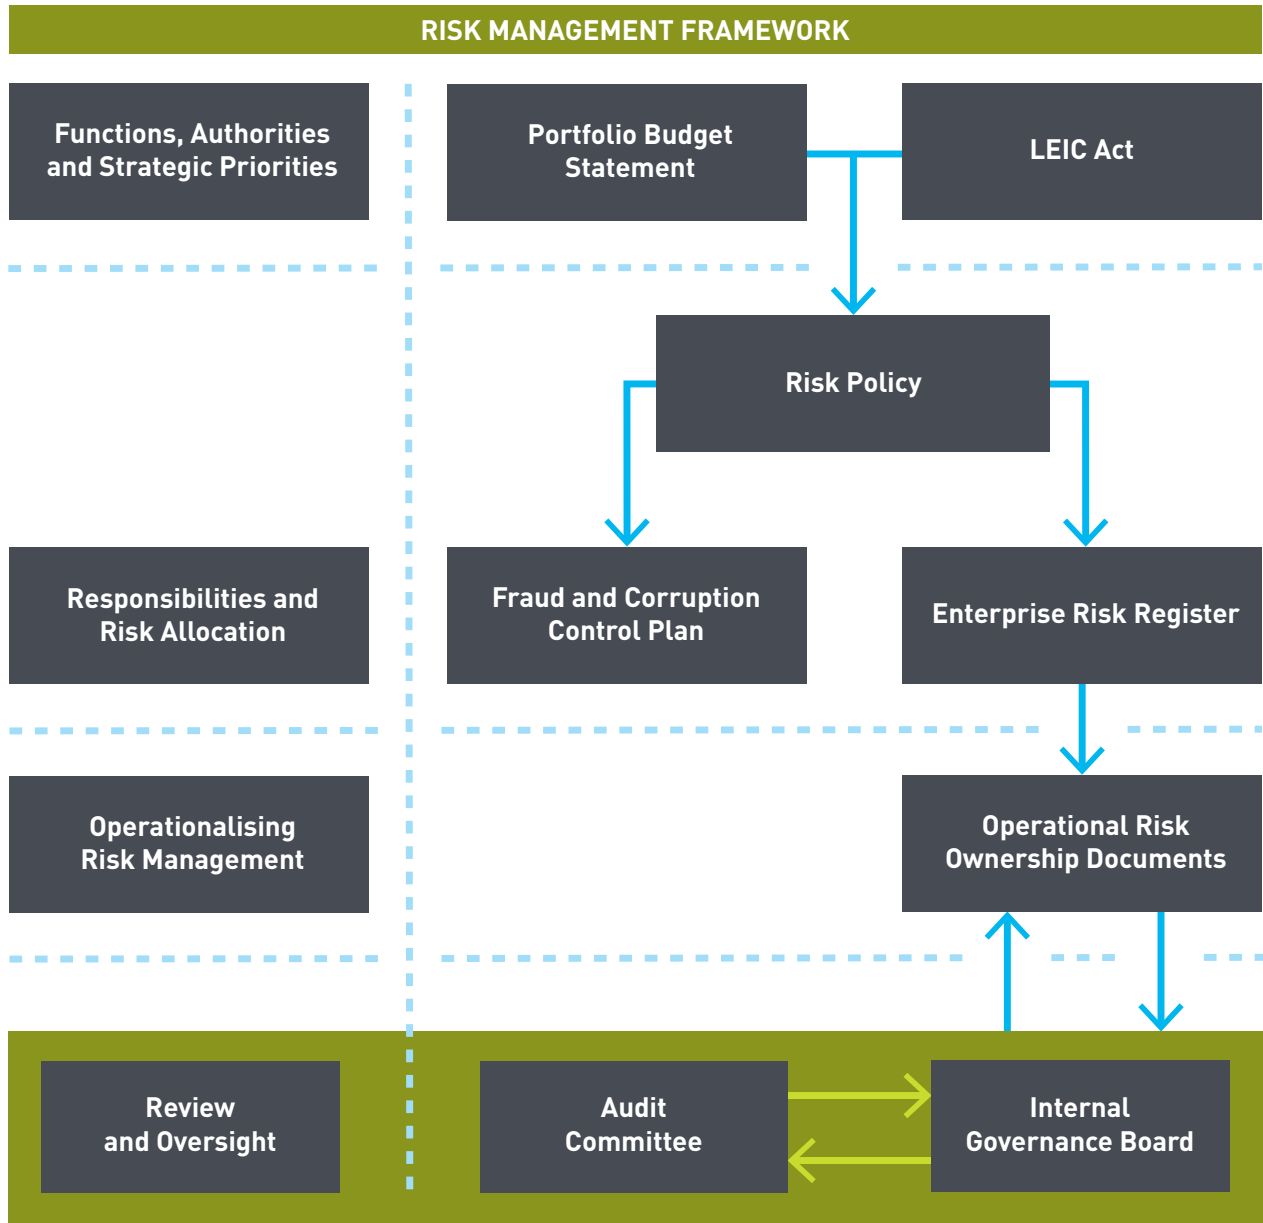 RISK MANAGEMENT FRAMEWORK
Functions, Authorities
and Strategic Priorities
Portfolio Budget
Statement
LEIC Act
Risk Policy
Responsibilities and
Risk Allocation
Fraud and Corruption
Control Plan
Enterprise Risk Register
Operationalising
Risk Management
Operational Risk
Ownership Documents
Review
and Oversight
Audit
Committee
Internal
Governance Board